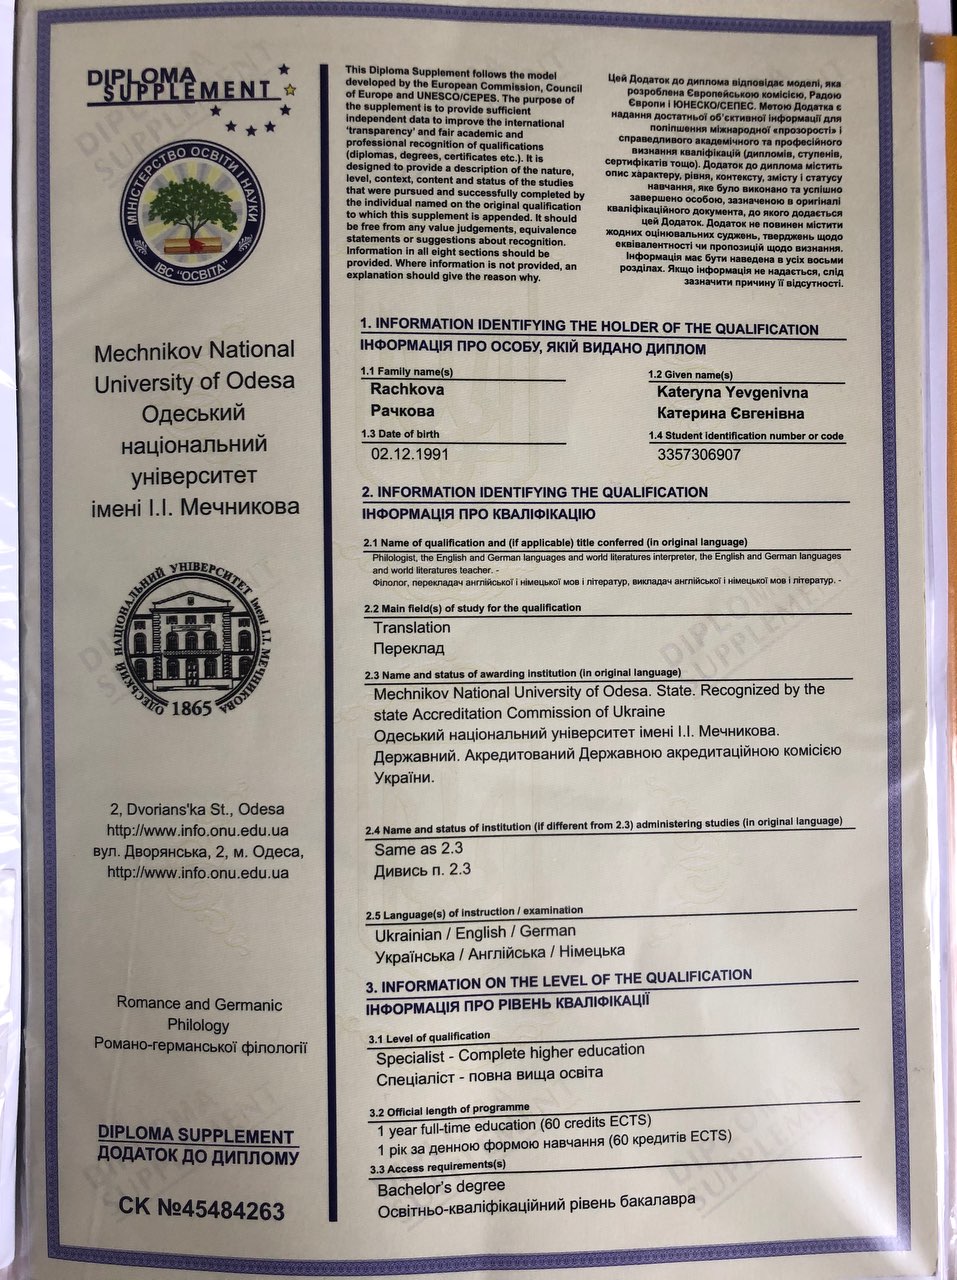 DIPLOMA
SUPPLEMENT
МІНІСТЕРСТВО ОСВІТИ І НАУКИ
ІВС "ОСВІТА"
Mechnikov National
University of Odesa
Одеський
національний
університет
імені І.І. Мечникова
ОДЕСЬКИЙ НАЦІОНАЛЬНИЙ УНІВЕРСИТЕТ імені І.І. МЕЧНИКОВА
1865
2, Dvorians'ka St., Odesa
http://www.info.onu.edu.ua
вул. Дворянська, 2, м. Одеса,
http://www.info.onu.edu.ua
Romance and Germanic
Philology
Романо-германської філології
DIPLOMA SUPPLEMENT
ДОДАТОК ДО ДИПЛОМУ
СК №45484263
This Diploma Supplement follows the model
developed by the European Commission, Council
of Europe and UNESCO/CEPES. The purpose of
the supplement is to provide sufficient
independent data to improve the international
'transparency' and fair academic and
professional recognition of qualifications
(diplomas, degrees, certificates etc.). It is
designed to provide a description of the nature,
level, context, content and status of the studies
that were pursued and successfully completed by
the individual named on the original qualification
to which this supplement is appended. It should
be free from any value judgements, equivalence
statements or suggestions about recognition.
Information in all eight sections should be
provided. Where information is not provided, an
explanation should give the reason why.
Цей Додаток до диплома відповідає моделі, яка
розроблена Європейською комісією, Радою
Європи і ЮНЕСКО/СЕПЕС. Метою Додатка є
надання достатньої об'єктивної інформації для
поліпшення міжнародної «прозорості» і
справедливого академічного та професійного
визнання кваліфікацій (дипломів, ступенів,
сертифікатів тощо). Додаток до диплома містить
опис характеру, рівня, контексту, змісту і статусу
навчання, яке було виконано та успішно
завершено особою, зазначеною в оригіналі
кваліфікаційного документа, до якого додається
цей Додаток. Додаток не повинен містити
жодних оцінювальних суджень, тверджень щодо
еквівалентності чи пропозицій щодо визнання.
Інформація має бути наведена в усіх восьми
розділах. Якщо інформація не надається, слід
зазначити причину її відсутності.
1. INFORMATION IDENTIFYING THE HOLDER OF THE QUALIFICATION
ІНФОРМАЦІЯ ПРО ОСОБУ, ЯКІЙ ВИДАНО ДИПЛОМ
1.1 Family name(s)
Rachkova
Рачкова
1.2 Given name(s)
Kateryna Yevgenivna
Катерина Євгенівна
1.3 Date of birth
02.12.1991
1.4 Student identification number or code
3357306907
2. INFORMATION IDENTIFYING THE QUALIFICATION
ІНФОРМАЦІЯ ПРО КВАЛІФІКАЦІЮ
2.1 Name of qualification and (if applicable) title conferred (in original language)
Philologist, the English and German languages and world literatures interpreter, the English and German languages
and world literatures teacher. -
Філолог, перекладач англійської і німецької мов і літератур, викладач англійської і німецької мов і літератур. -
2.2 Main field(s) of study for the qualification
Translation
Переклад
2.3 Name and status of awarding institution (in original language)
Mechnikov National University of Odesa. State. Recognized by the
state Accreditation Commission of Ukraine
Одеський національний університет імені І.І. Мечникова.
Державний. Акредитований Державною акредитаційною комісією
України.
2.4 Name and status of institution (if different from 2.3) administering studies (in original language)
Same as 2.3
Дивись п. 2.3
2.5 Language(s) of instruction / examination
Ukrainian / English / German
Українська / Англійська / Німецька
3. INFORMATION ON THE LEVEL OF THE QUALIFICATION
ІНФОРМАЦІЯ ПРО РІВЕНЬ КВАЛІФІКАЦІЇ
3.1 Level of qualification
Specialist - Complete higher education
Спеціаліст - повна вища освіта
3.2 Official length of programme
1 year full-time education (60 credits ECTS)
1 рік за денною формою навчання (60 кредитів ECTS)
3.3 Access requirements(s)
Bachelor's degree
Освітньо-кваліфікаційний рівень бакалавра